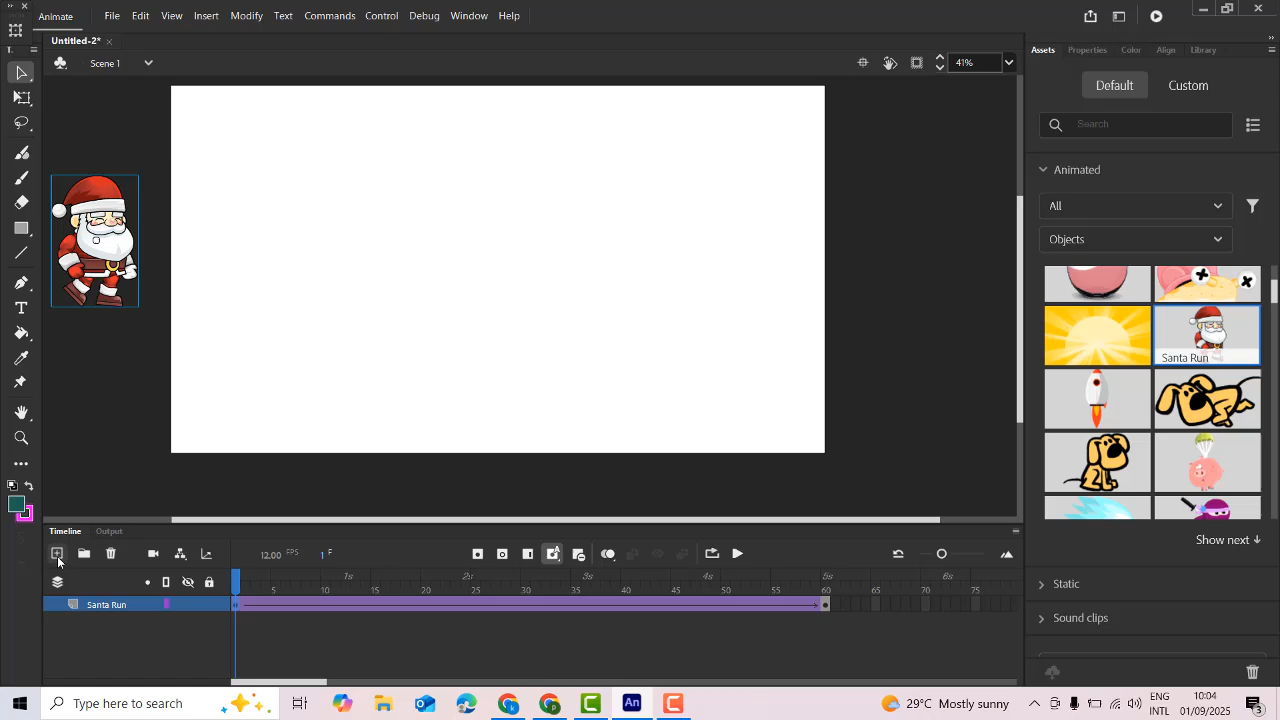 Animate
File Edit View Insert Modify Text Commands Control Debug Window Help
Untitled-2*
Scene 1
41%
Assets Properties Color Align Library
Default Custom
Search
Animated
All
Objects
Santa Run
Show next
Static
Sound clips
Timeline Output
12.00 FPS 1 F
1s 2s 3s 4s 5s 6s
5 10 15 20 25 30 35 40 45 50 55 60 65 70 75
Santa Run
Type here to search
An
29°C Mostly sunny
ENG
INTL
10:04
01/09/2025
3